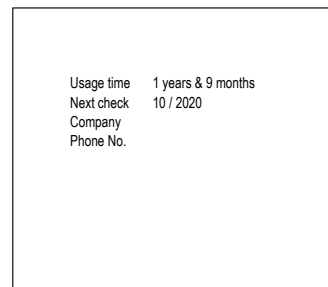 Usage time 1 years & 9 months
Next check 10 / 2020
Company
Phone No.